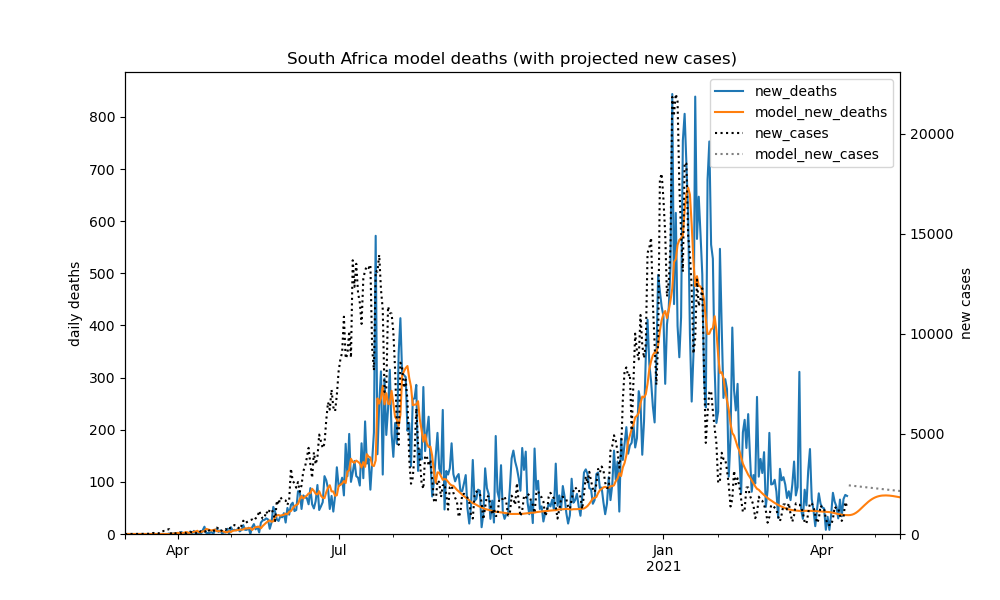 South Africa model deaths (with projected new cases)
new_deaths
model_new_deaths
new_cases
model_new_cases
800
700
600
500
400
300
200
100
0
daily deaths
20000
15000
10000
5000
0
new cases
Apr
Jul
Oct
Jan
2021
Apr